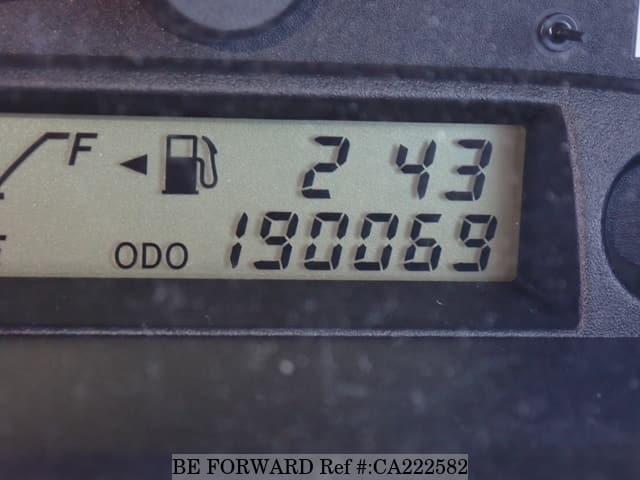 F 2 43
ODO 190069
BE FORWARD Ref #:CA222582